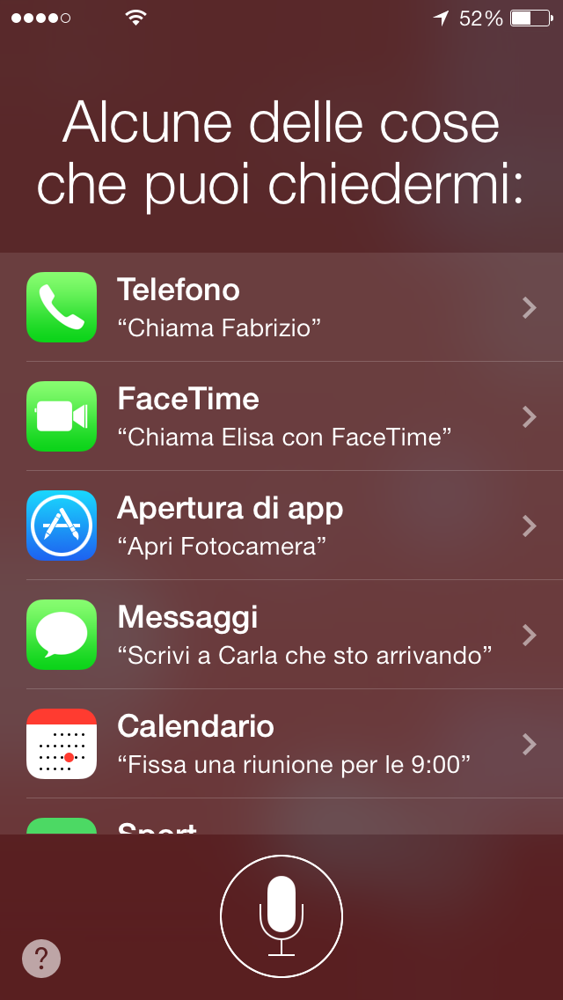 52%
Alcune delle cose
che puoi chiedermi:
Telefono
“Chiama Fabrizio”
FaceTime
“Chiama Elisa con FaceTime”
Apertura di app
“Apri Fotocamera”
Messaggi
“Scrivi a Carla che sto arrivando”
Calendario
“Fissa una riunione per le 9:00”
Sport
?